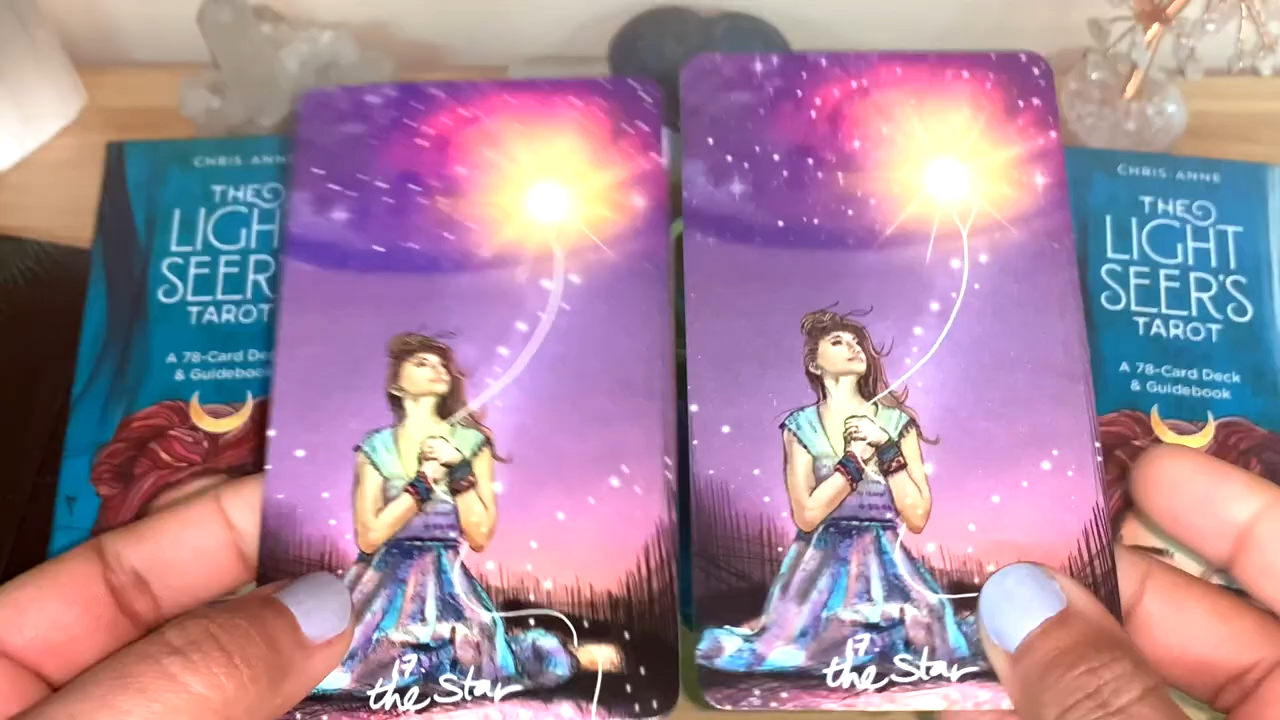 CHRIS-ANNE
THE
LIGHT
SEER'S
TAROT
A 78-Card Deck
& Guidebook
17
the Star
17
the Star
CHRIS-ANNE
THE
LIGHT
SEER'S
TAROT
A 78-Card Deck
& Guidebook